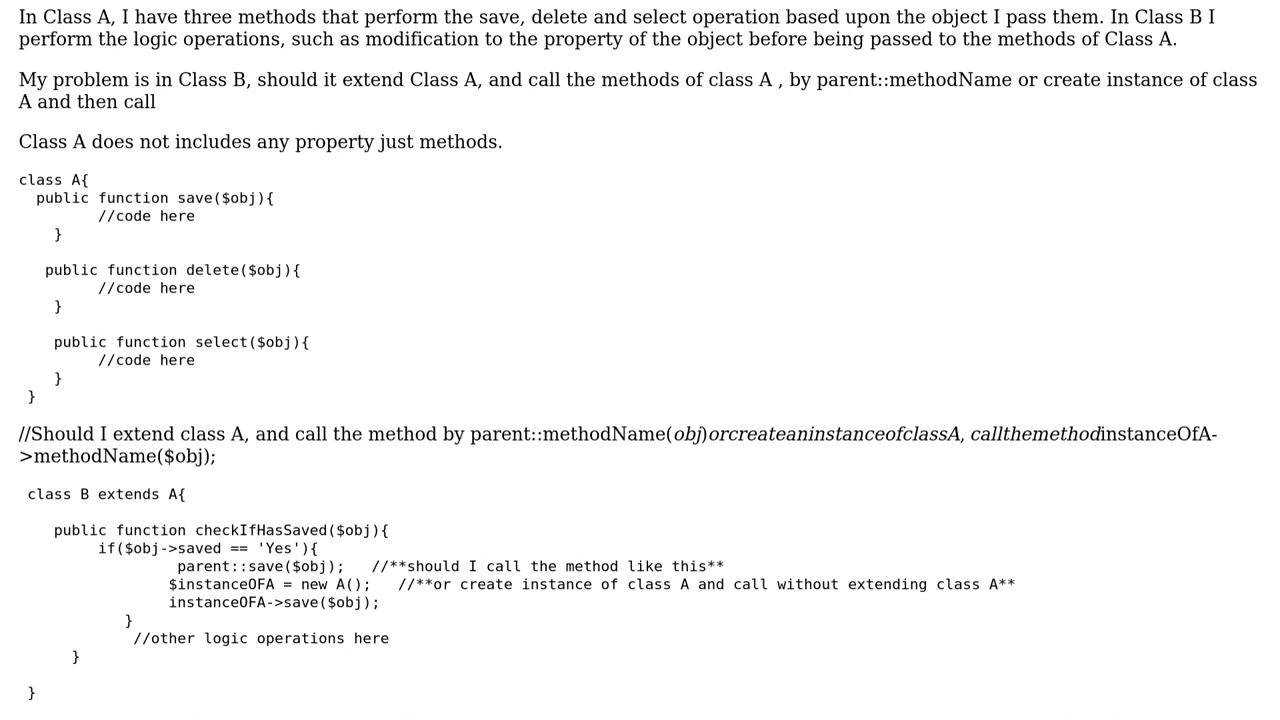 In Class A, I have three methods that perform the save, delete and select operation based upon the object I pass them. In Class B I
perform the logic operations, such as modification to the property of the object before being passed to the methods of Class A.
My problem is in Class B, should it extend Class A, and call the methods of class A , by parent::methodName or create instance of class
A and then call
Class A does not includes any property just methods.
class A{
  public function save($obj){
         //code here
    }
   public function delete($obj){
         //code here
    }
    public function select($obj){
         //code here
    }
 }
//Should I extend class A, and call the method by parent::methodName(obj)orcreateaninstanceofclassA, callthemethodinstanceOfA-
>methodName($obj);
 class B extends A{
    public function checkIfHasSaved($obj){
         if($obj->saved == 'Yes'){
                  parent::save($obj);   //**should I call the method like this**
                 $instanceOFA = new A();   //**or create instance of class A and call without extending class A**
                 instanceOFA->save($obj);
            }
             //other logic operations here
      }
 }